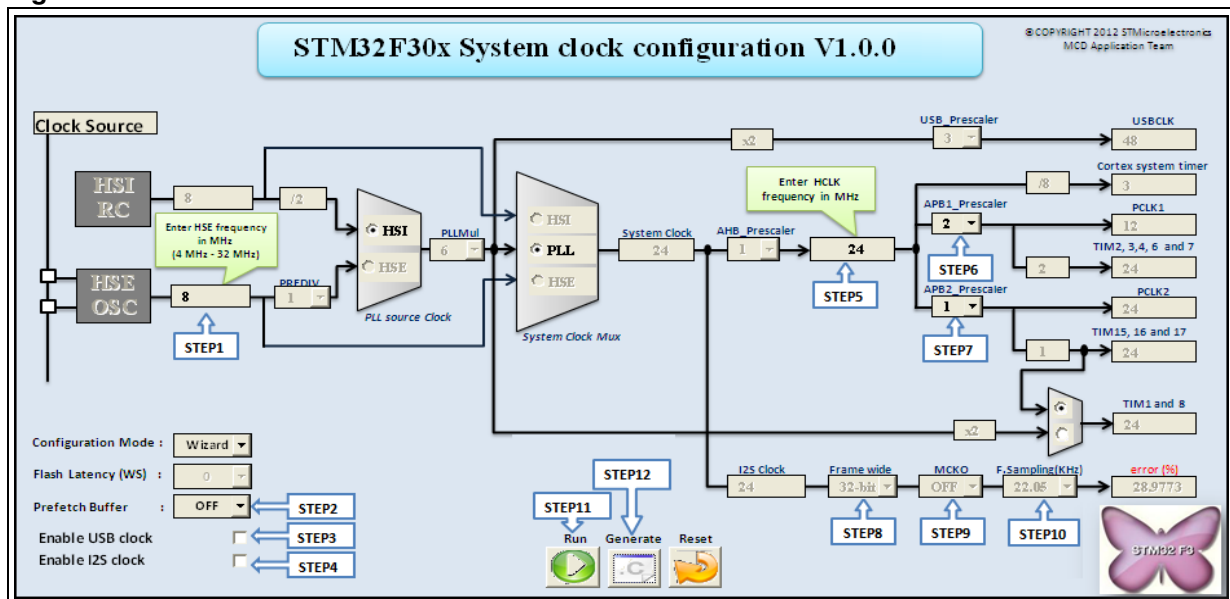 STM32F30x System clock configuration V1.0.0
©COPYRIGHT 2012 STMicroelectronics
MCD Application Team
Clock Source
HSI
RC
8
/2
Enter HSE frequency
in MHz
(4 MHz - 32 MHz)
HSE
OSC
8
STEP1
PREDIV
1
HSI
HSE
PLL source Clock
PLLMul
6
HSI
PLL
HSE
System Clock Mux
System Clock
24
AHB_Prescaler
1
Enter HCLK
frequency in MHz
24
STEP5
x2
USB_Prescaler
3
USBCLK
48
/8
Cortex system timer
3
APB1_Prescaler
2
STEP6
PCLK1
12
TIM2, 3,4, 6 and 7
2
24
APB2_Prescaler
1
STEP7
PCLK2
24
TIM15, 16 and 17
1
24
x2
TIM1 and 8
24
I2S Clock
24
Frame wide
32-bit
STEP8
MCKO
OFF
STEP9
F.Sampling(KHz)
22.05
STEP10
error (%)
28.9773
Configuration Mode :
Wizard
Flash Latency (WS) :
0
Prefetch Buffer :
OFF
STEP2
Enable USB clock
STEP3
Enable I2S clock
STEP4
STEP12
STEP11
Run
Generate
Reset
.C
STM32 F3